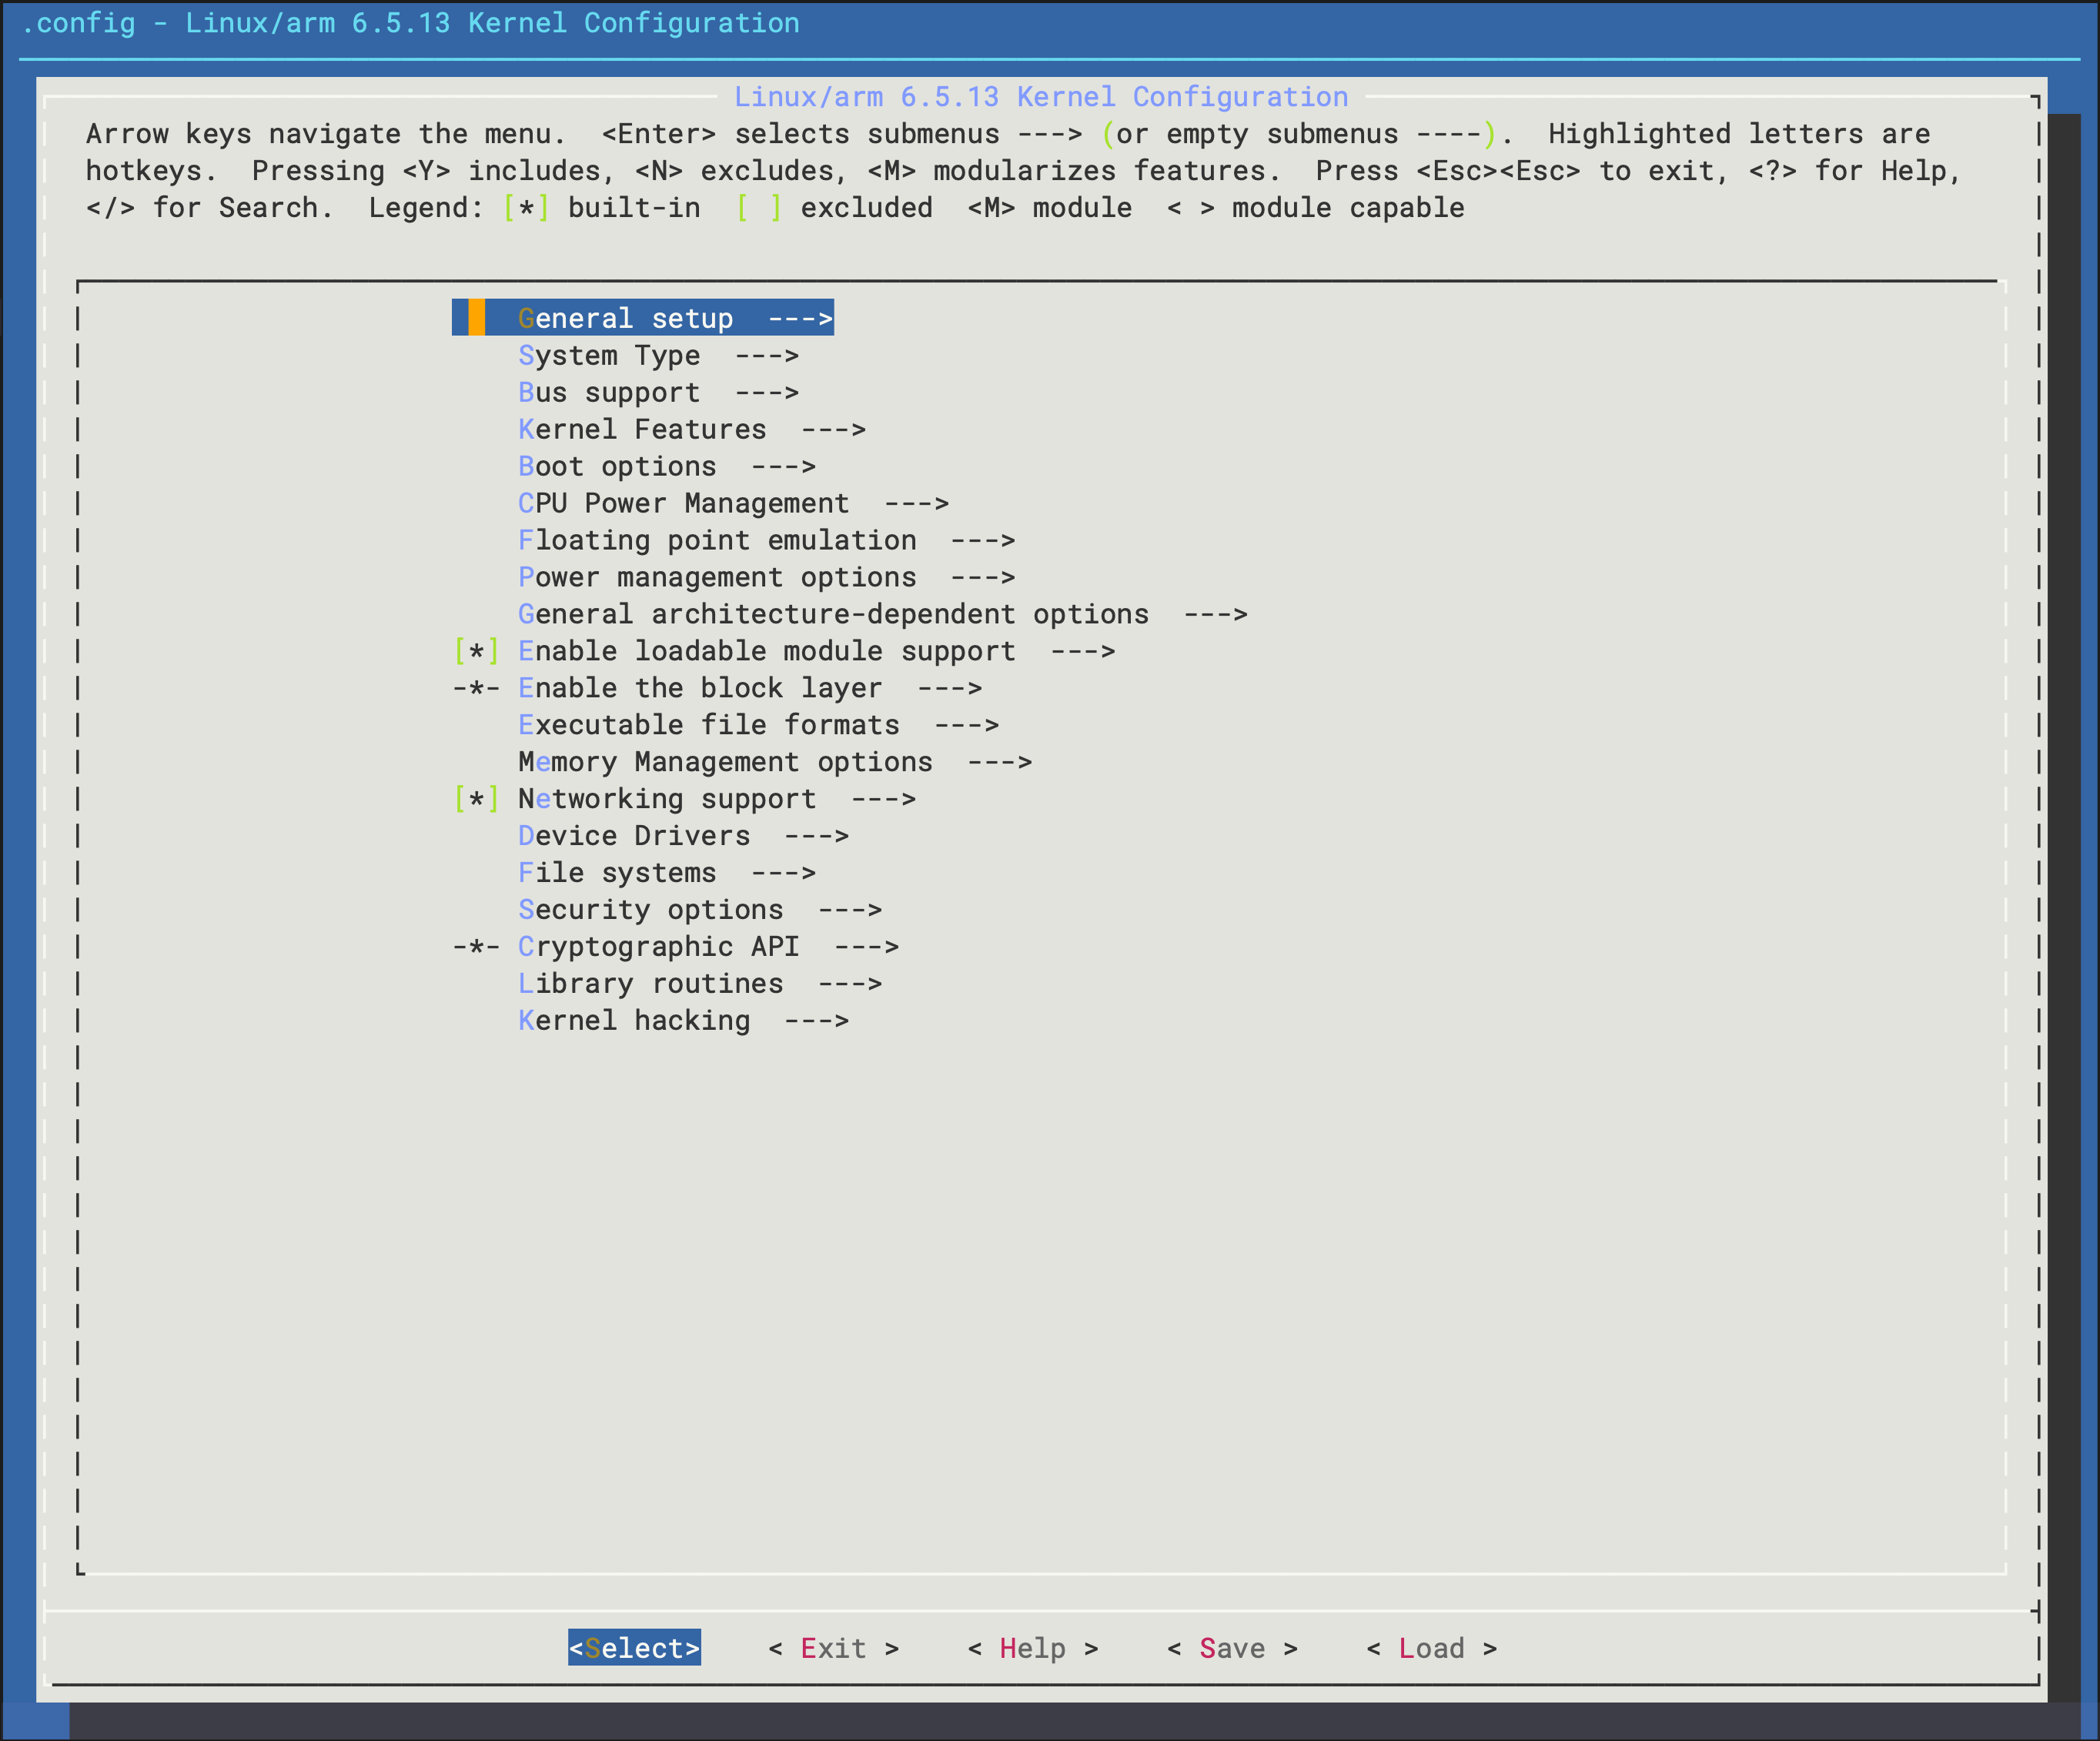 .config - Linux/arm 6.5.13 Kernel Configuration
Linux/arm 6.5.13 Kernel Configuration
Arrow keys navigate the menu.  <Enter> selects submenus ---> (or empty submenus ----).  Highlighted letters are
hotkeys.  Pressing <Y> includes, <N> excludes, <M> modularizes features.  Press <Esc><Esc> to exit, <?> for Help,
</> for Search.  Legend: [*] built-in  [ ] excluded  <M> module  < > module capable
General setup  --->
System Type  --->
Bus support  --->
Kernel Features  --->
Boot options  --->
CPU Power Management  --->
Floating point emulation  --->
Power management options  --->
General architecture-dependent options  --->
[*] Enable loadable module support  --->
-*- Enable the block layer  --->
Executable file formats  --->
Memory Management options  --->
[*] Networking support  --->
Device Drivers  --->
File systems  --->
Security options  --->
-*- Cryptographic API  --->
Library routines  --->
Kernel hacking  --->
<Select>    < Exit >    < Help >    < Save >    < Load >